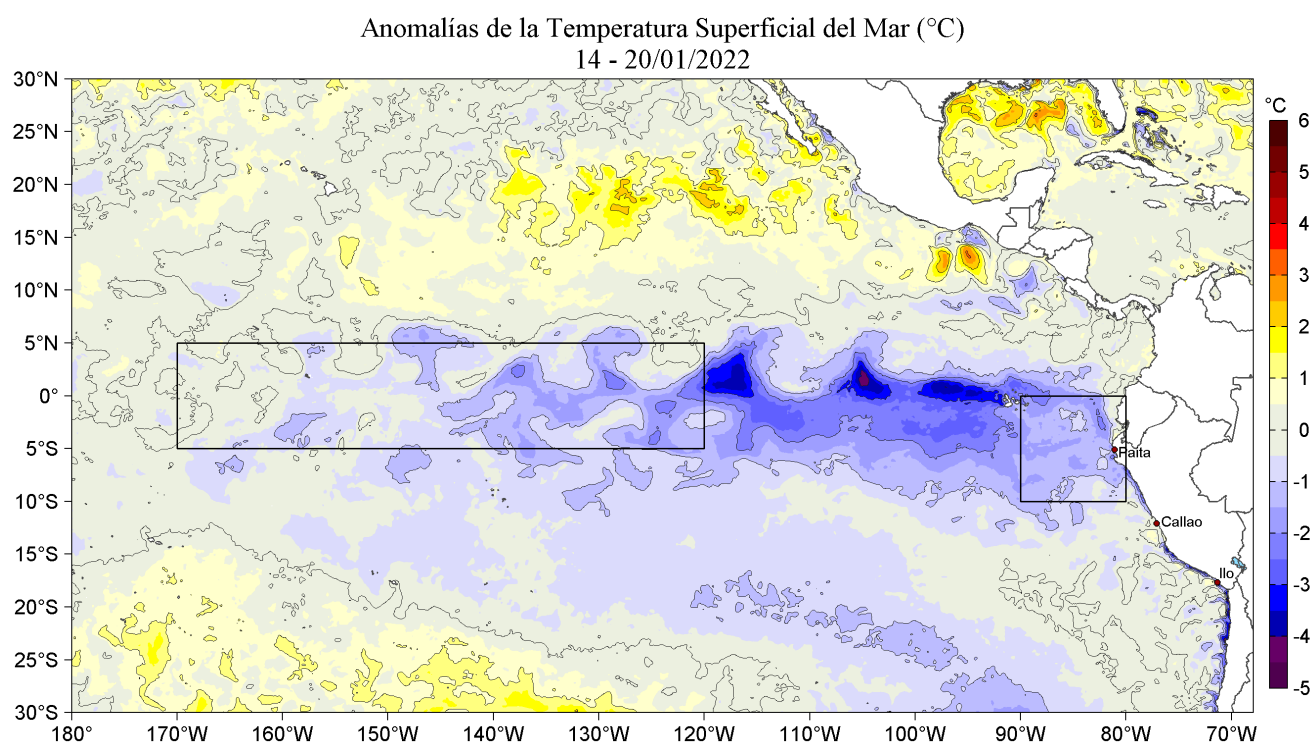 Anomalías de la Temperatura Superficial del Mar (°C)
14 - 20/01/2022
°C
30°N
25°N
20°N
15°N
10°N
5°N
0°
5°S
10°S
15°S
20°S
25°S
30°S
Paita
Callao
Ilo
6
5
4
3
2
1
0
-1
-2
-3
-4
-5
180° 170°W 160°W 150°W 140°W 130°W 120°W 110°W 100°W 90°W 80°W 70°W